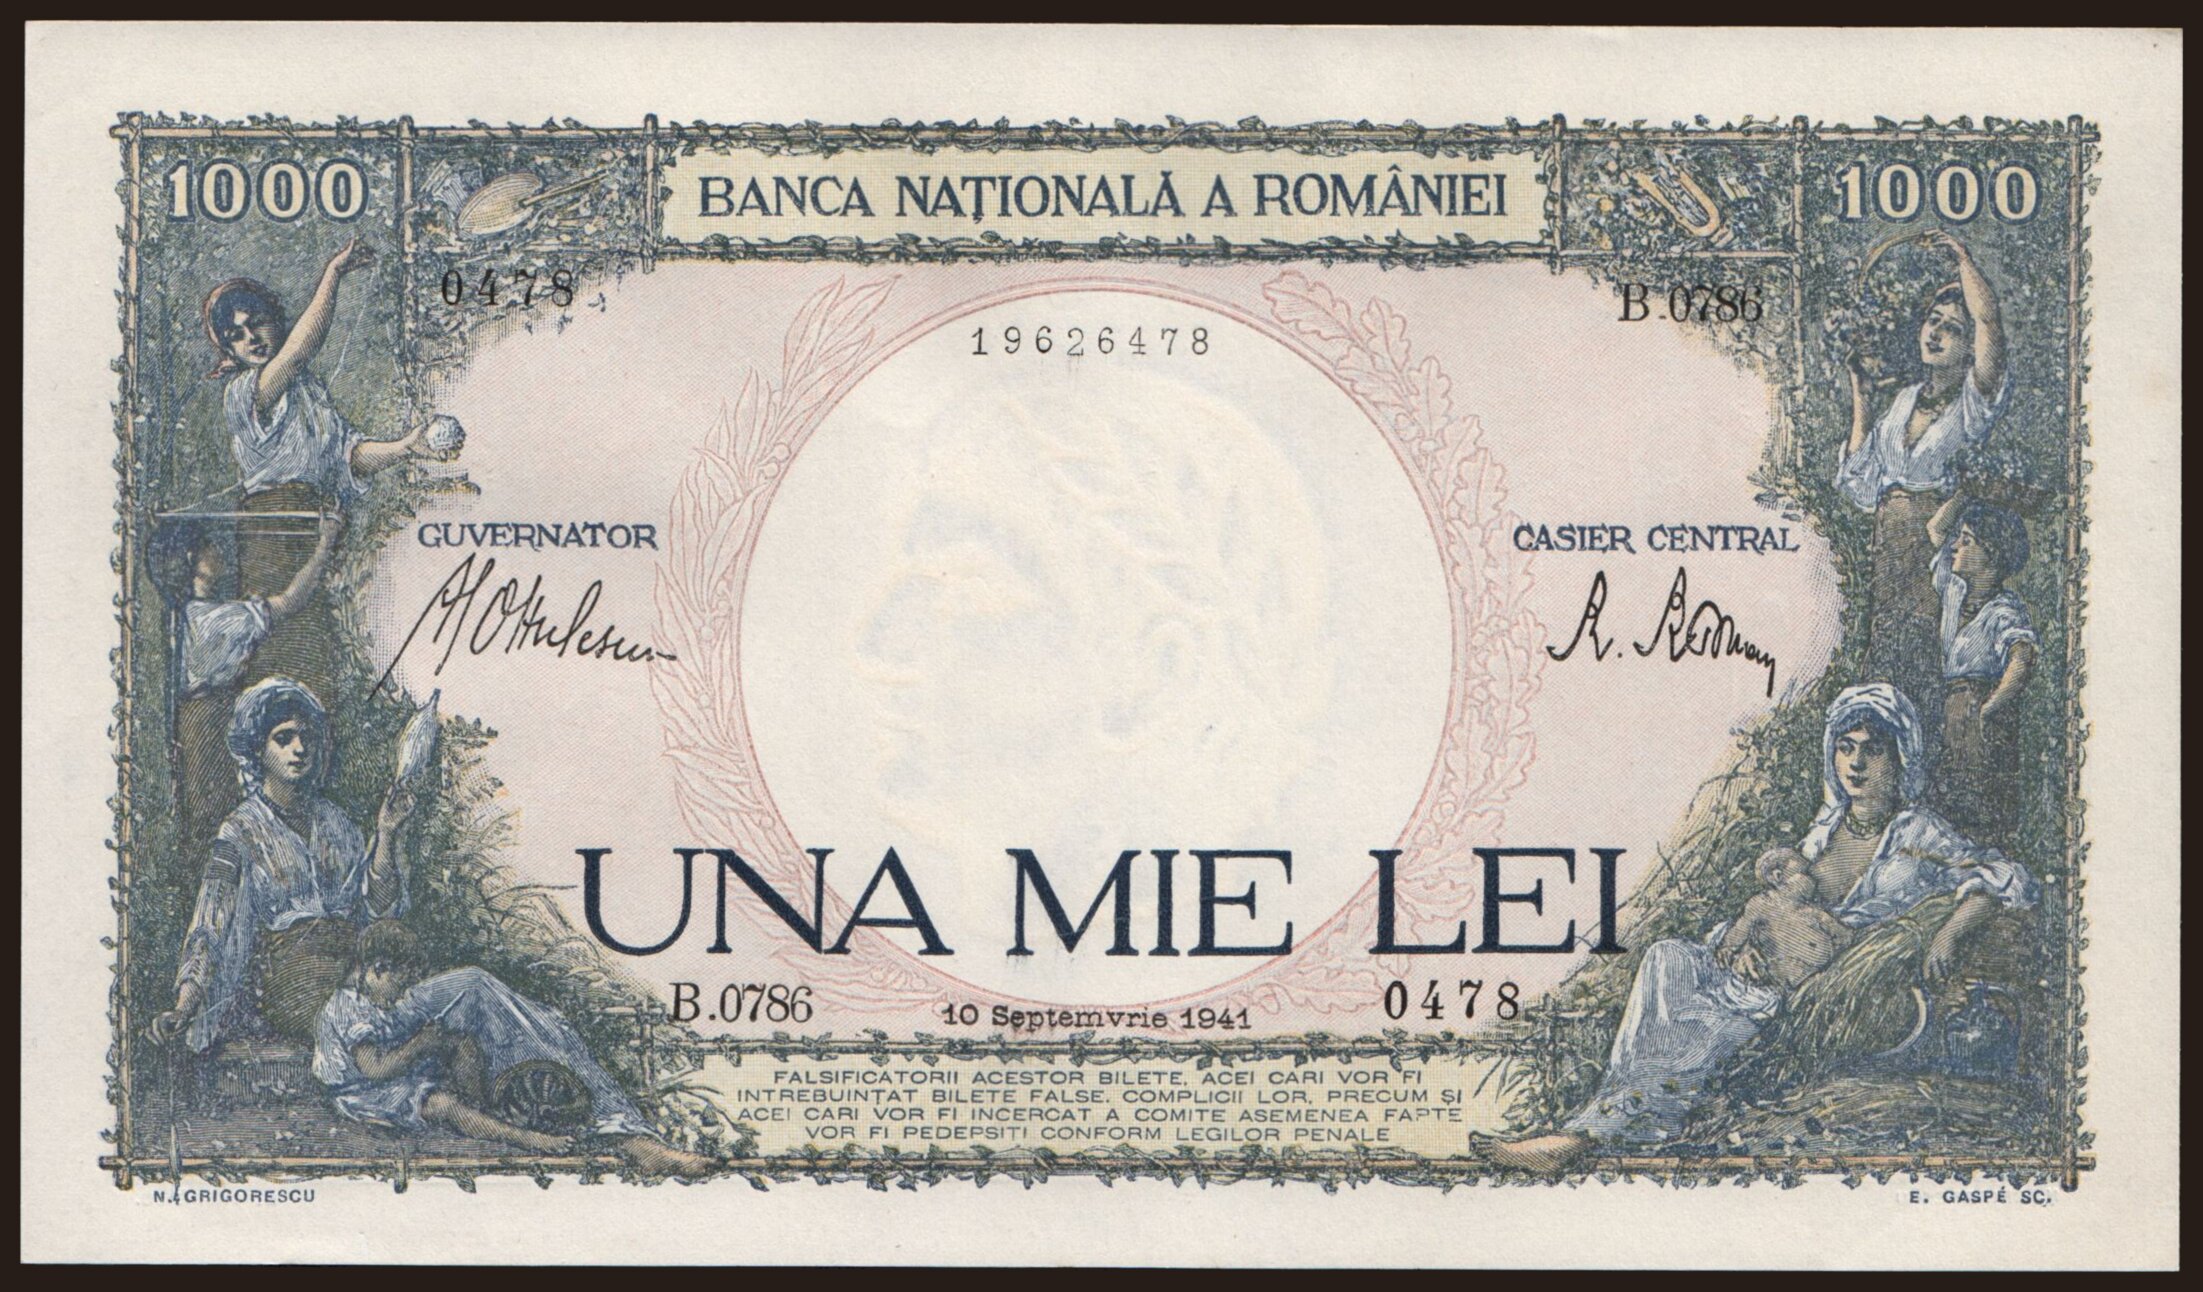 1000
BANCA NAȚIONALĂ A ROMÂNIEI
1000
0478
B.0786
19626478
GUVERNATOR
CASIER CENTRAL
UNA MIE LEI
B.0786
10 Septemvrie 1941
0478
FALSIFICATORII ACESTOR BILETE, ACEI CARI VOR FI
INTREBUINȚAT BILETE FALSE, COMPLICII LOR, PRECUM ȘI
ACEI CARI VOR FI INCERCAT A COMITE ASEMENEA FAPTE
VOR FI PEDEPSIȚI CONFORM LEGILOR PENALE
N. GRIGORESCU
E. GASPÉ SC.